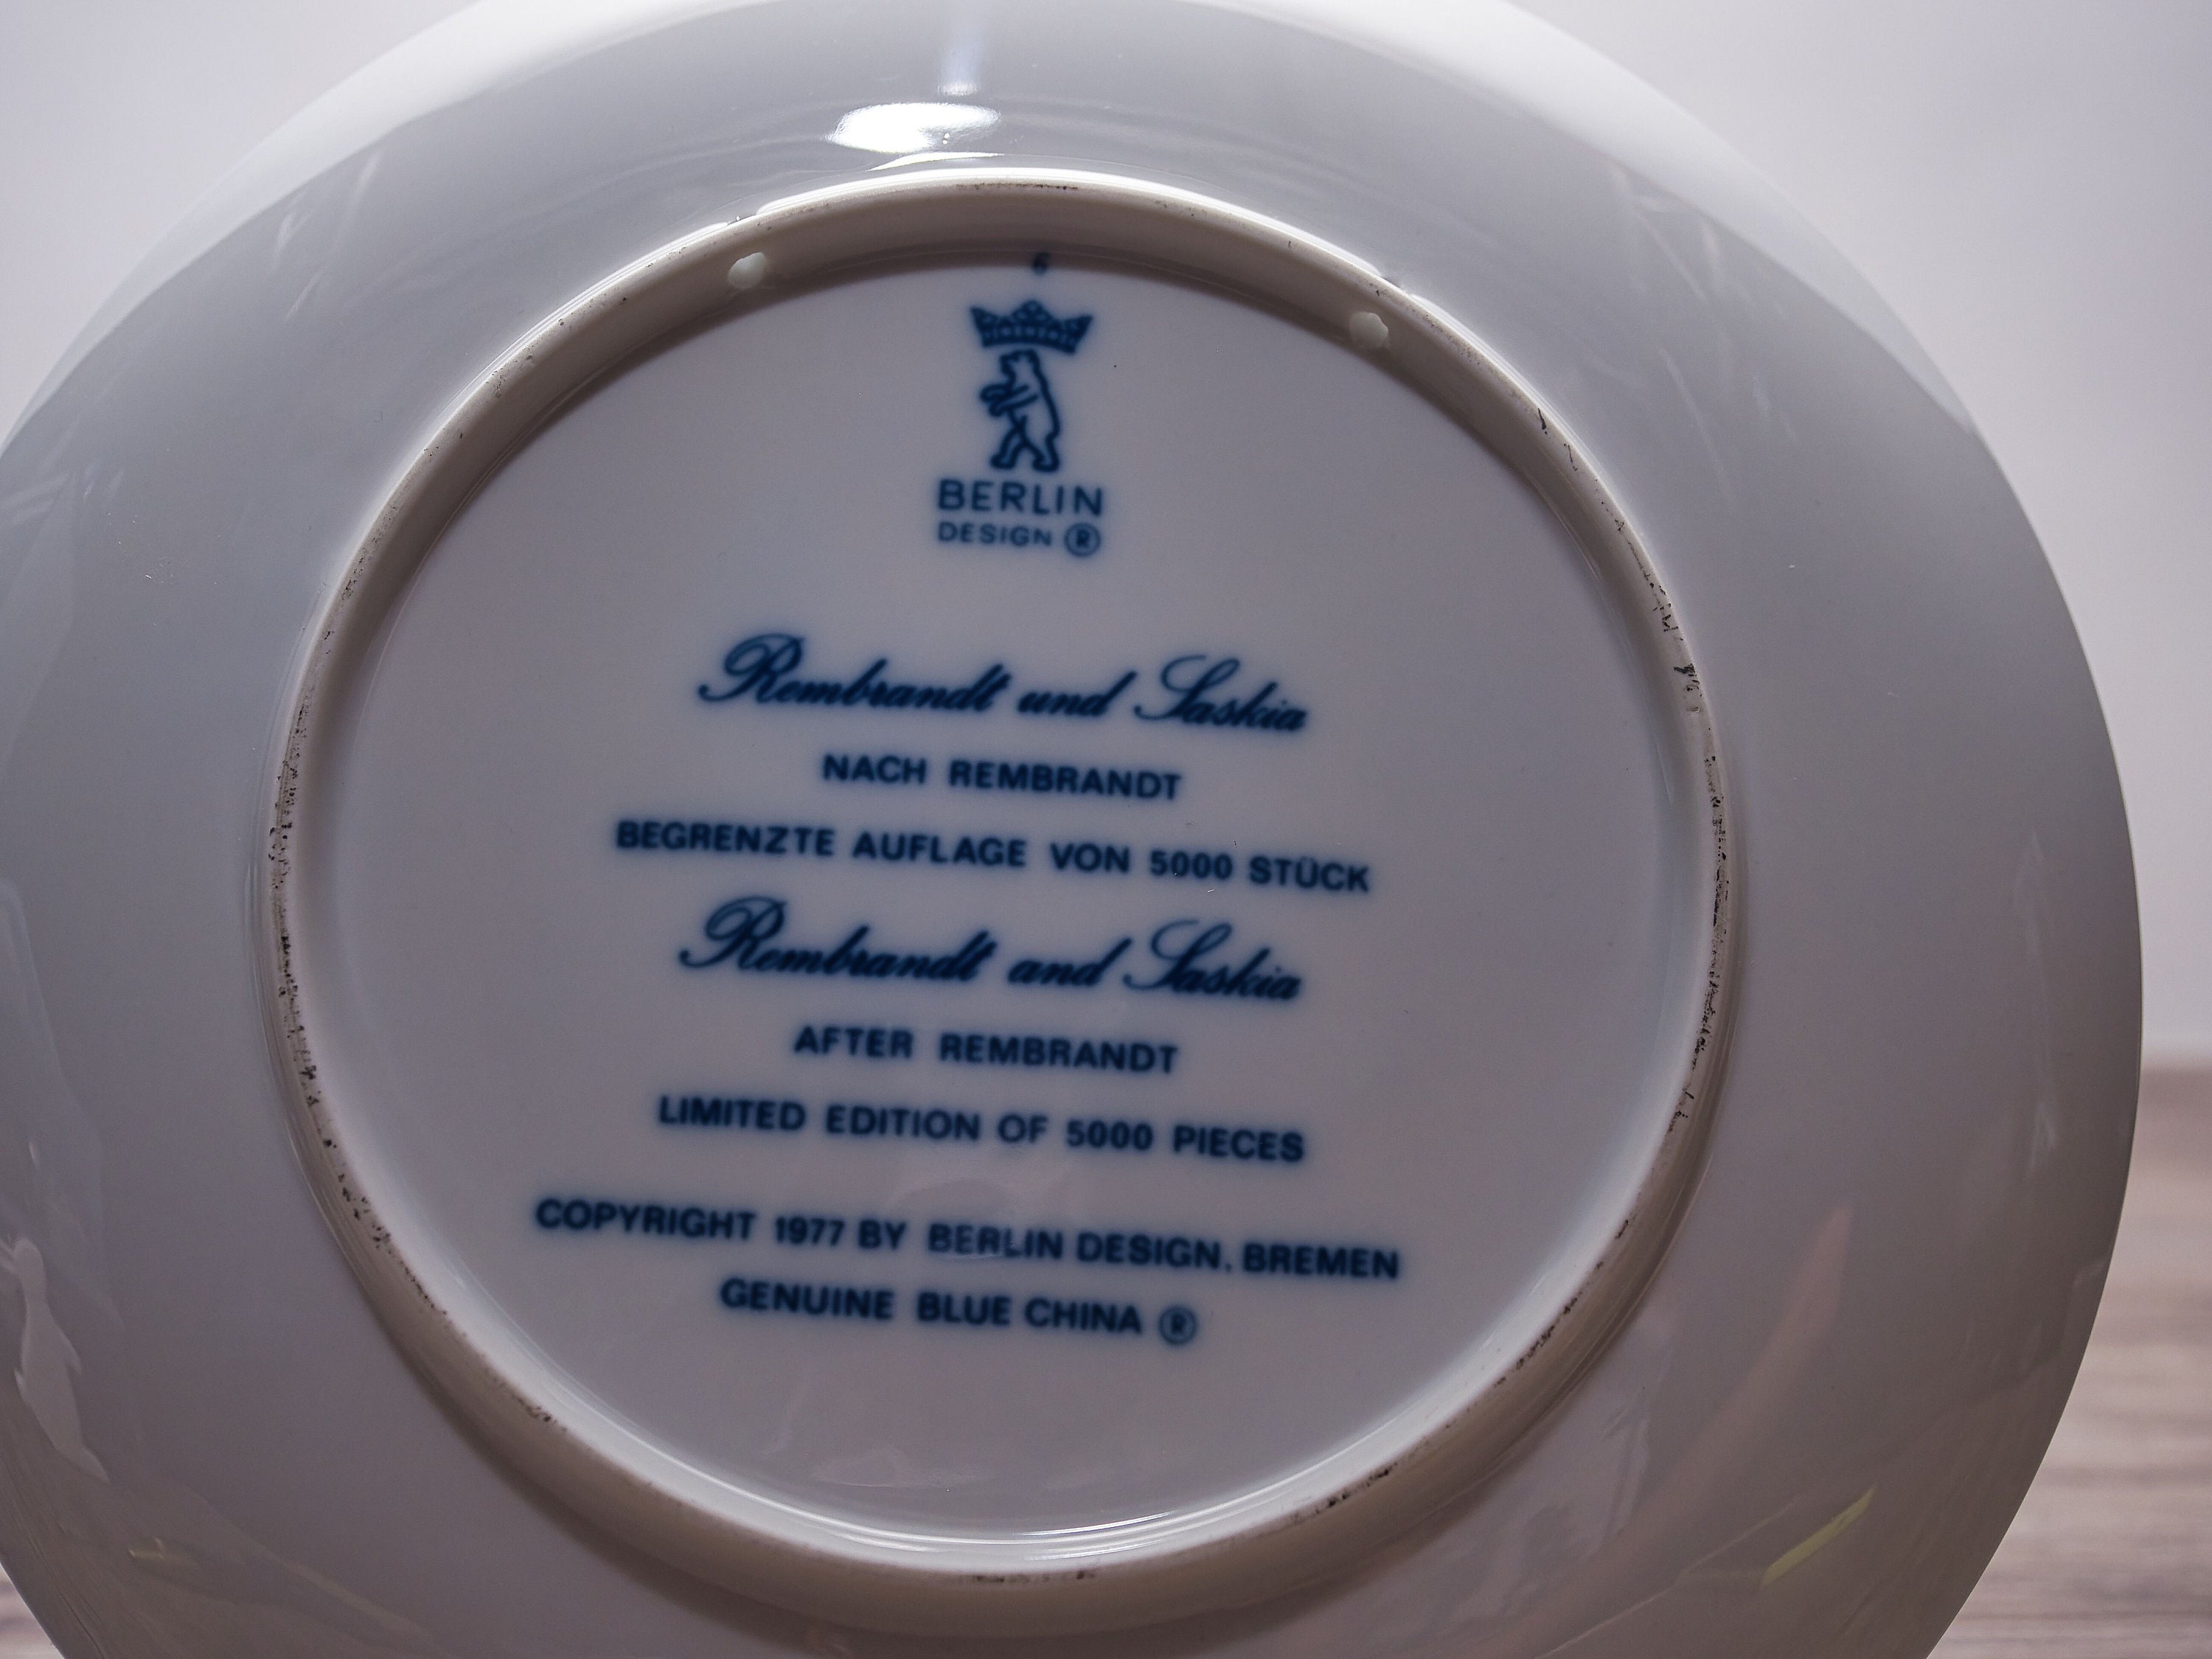 6
BERLIN
DESIGN ®
Rembrandt und Saskia
NACH REMBRANDT
BEGRENZTE AUFLAGE VON 5000 STÜCK
Rembrandt and Saskia
AFTER REMBRANDT
LIMITED EDITION OF 5000 PIECES
COPYRIGHT 1977 BY BERLIN DESIGN, BREMEN
GENUINE BLUE CHINA ®